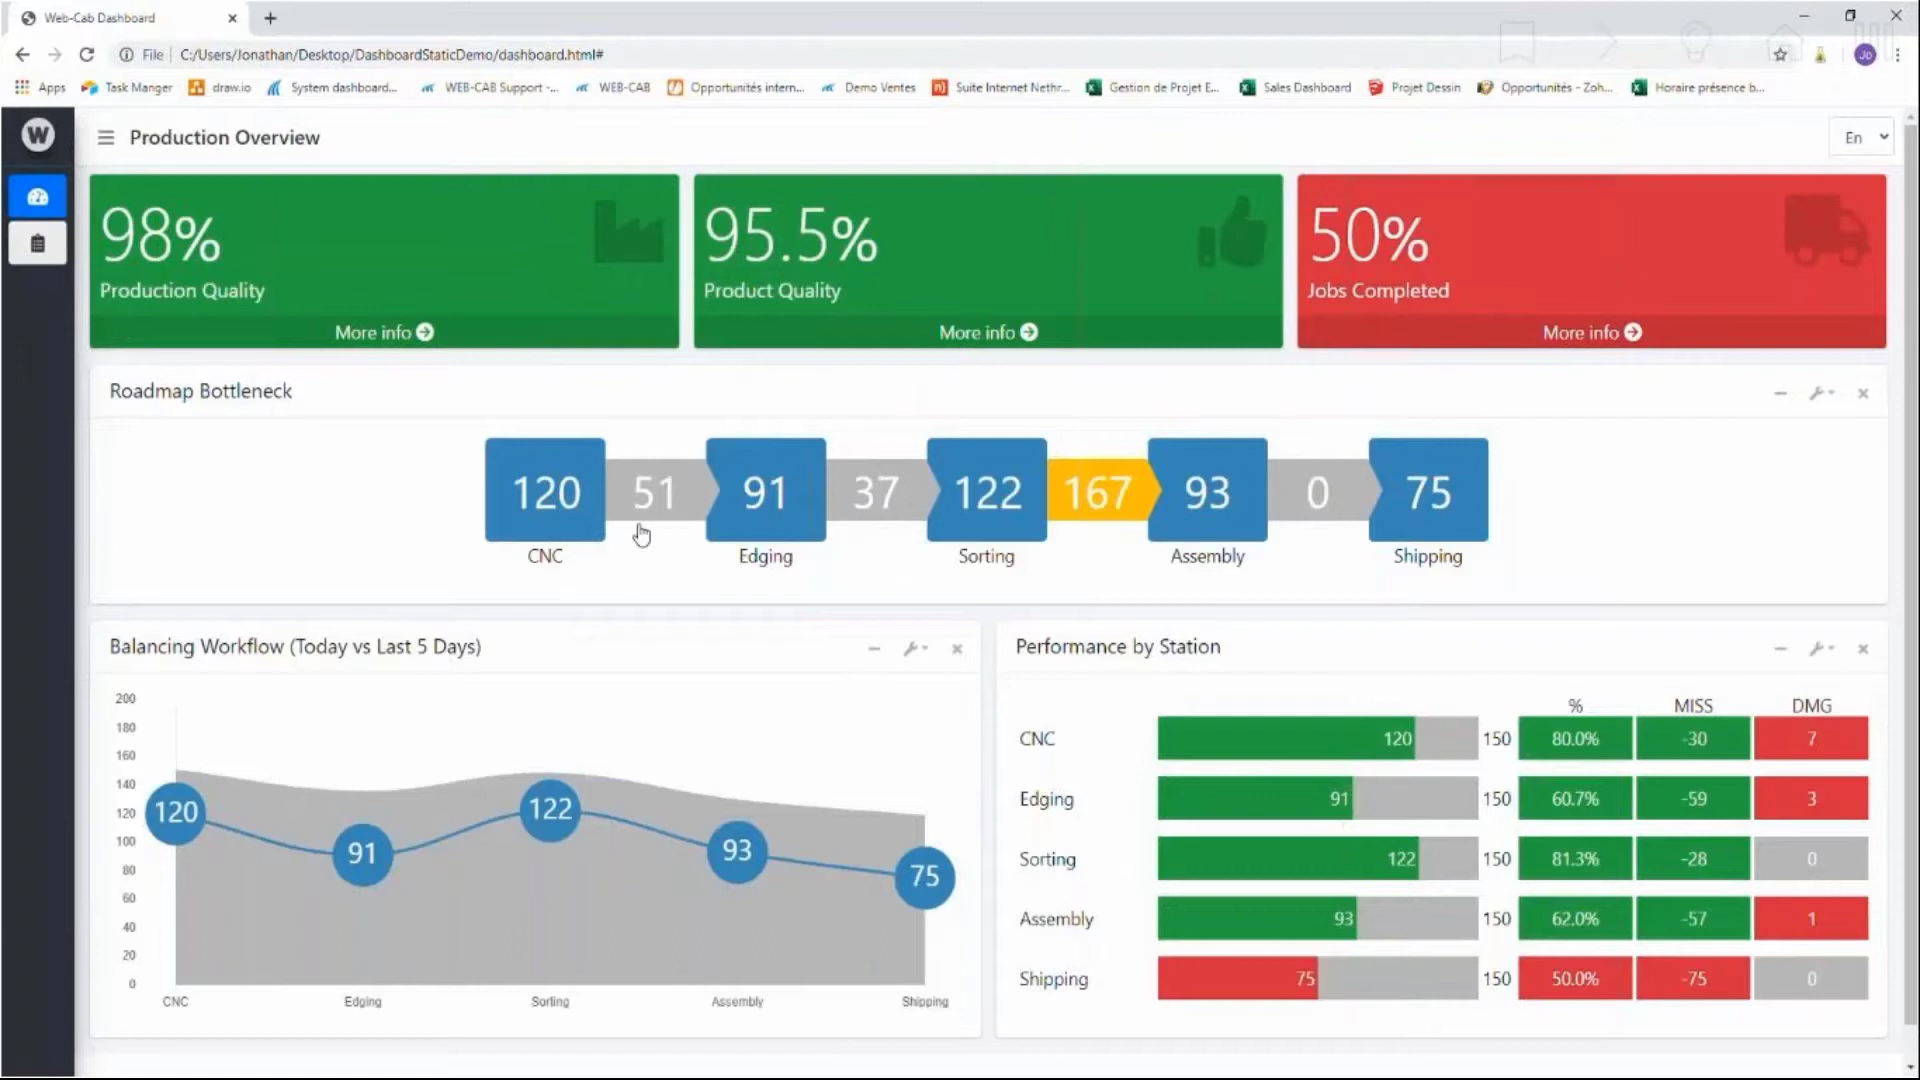 Web-Cab Dashboard
File C:/Users/Jonathan/Desktop/DashboardStaticDemo/dashboard.html#
Jo
Apps Task Manger draw.io System dashboard... WEB-CAB Support -... WEB-CAB Opportunités intern... Demo Ventes Suite Internet Nethr... Gestion de Projet E... Sales Dashboard Projet Dessin Opportunités - Zoh... Horaire présence b...
W
Production Overview
En
98%
Production Quality
More info
95.5%
Product Quality
More info
50%
Jobs Completed
More info
Roadmap Bottleneck
120 51 91 37 122 167 93 0 75
CNC Edging Sorting Assembly Shipping
Balancing Workflow (Today vs Last 5 Days)
200
180
160
140
120
100
80
60
40
20
0
120 91 122 93 75
CNC Edging Sorting Assembly Shipping
Performance by Station
% MISS DMG
CNC 120 150 80.0% -30 7
Edging 91 150 60.7% -59 3
Sorting 122 150 81.3% -28 0
Assembly 93 150 62.0% -57 1
Shipping 75 150 50.0% -75 0